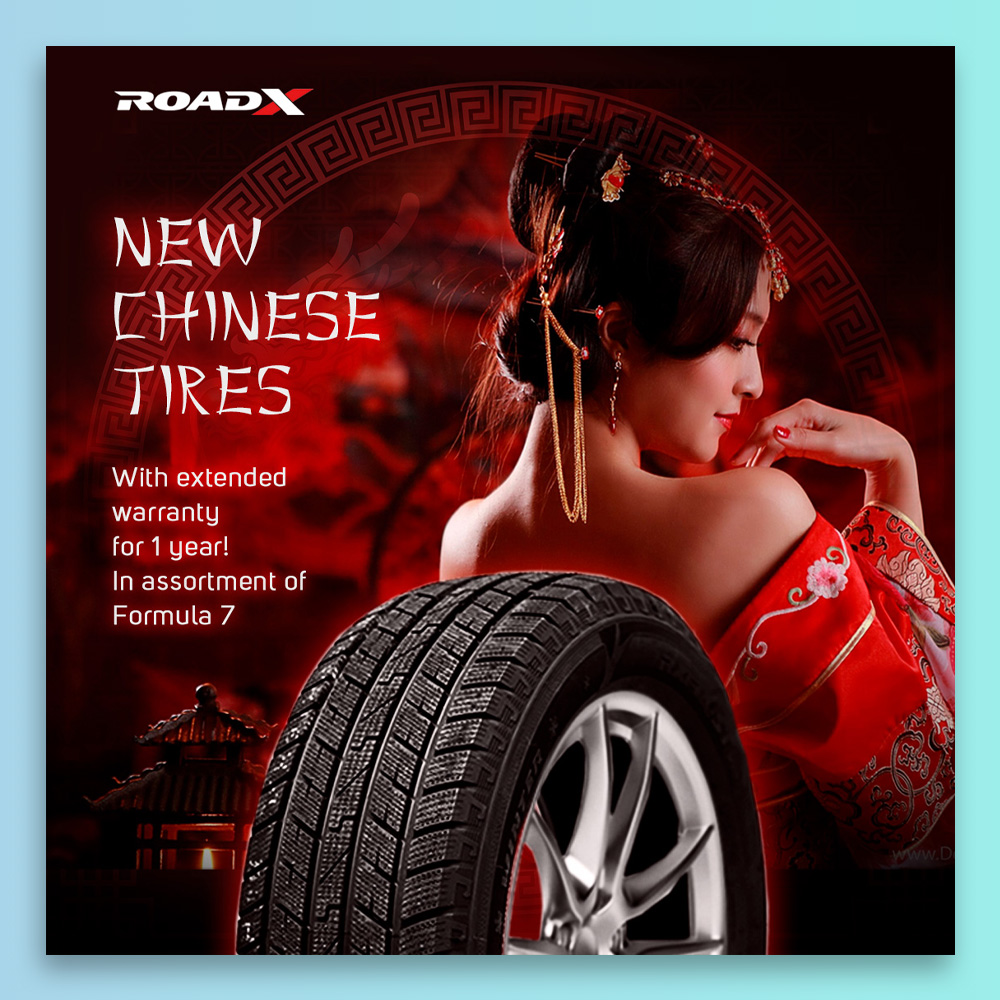 ROADX
NEW
CHINESE
TIRES
With extended
warranty
for 1 year!
In assortment of
Formula 7